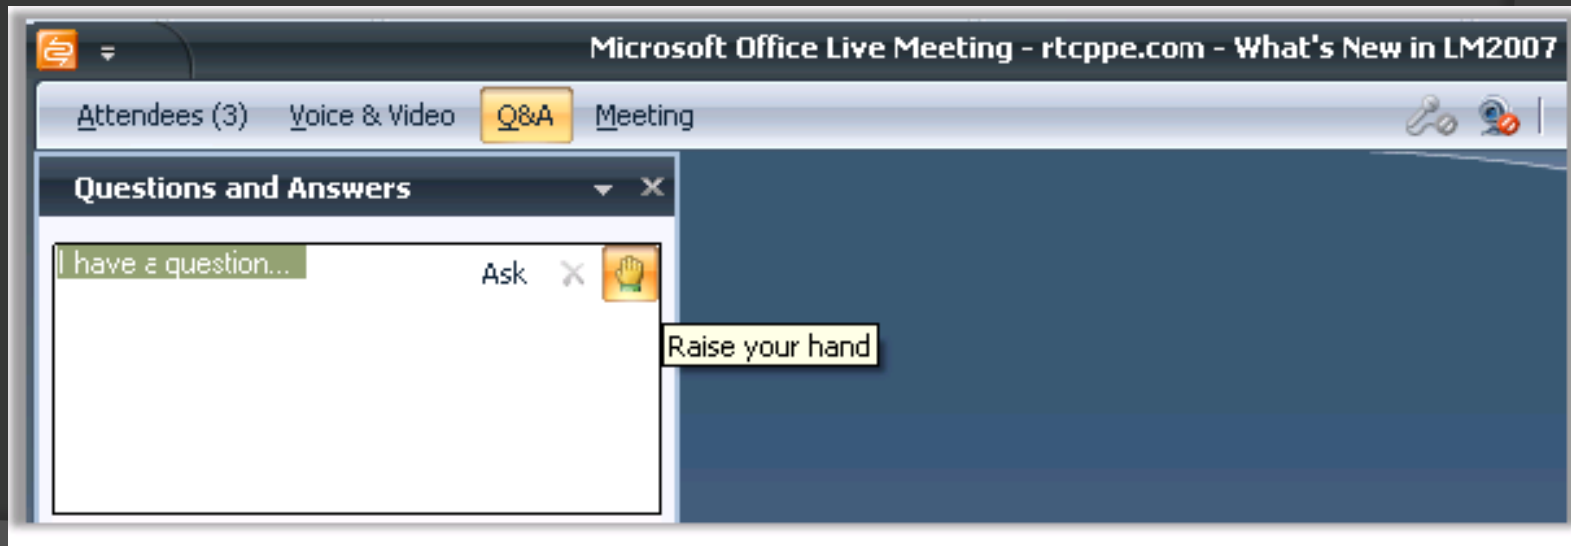 Microsoft Office Live Meeting - rtcppe.com - What's New in LM2007
Attendees (3) Voice & Video Q&A Meeting
Questions and Answers
I have a question... Ask
Raise your hand